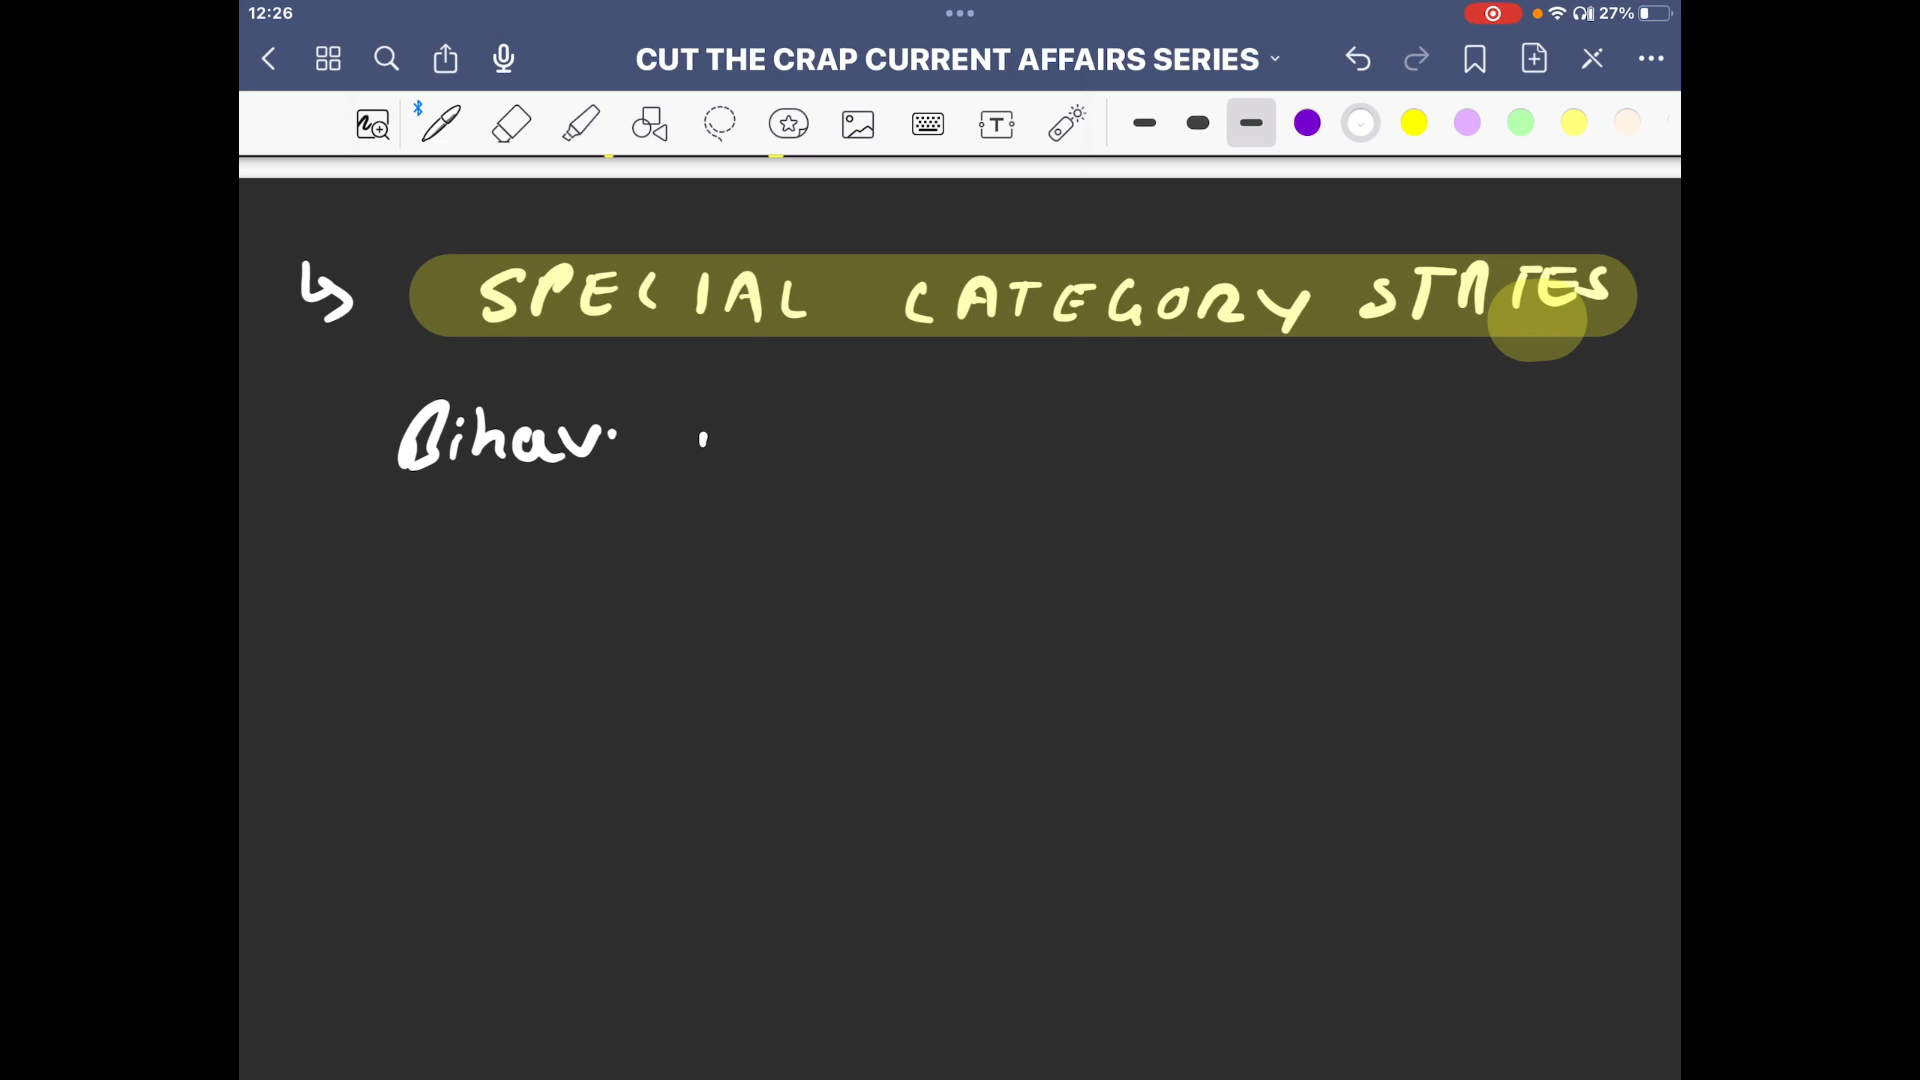 12:26
27%
CUT THE CRAP CURRENT AFFAIRS SERIES
T
↳ SPECIAL CATEGORY STATES
Bihar.